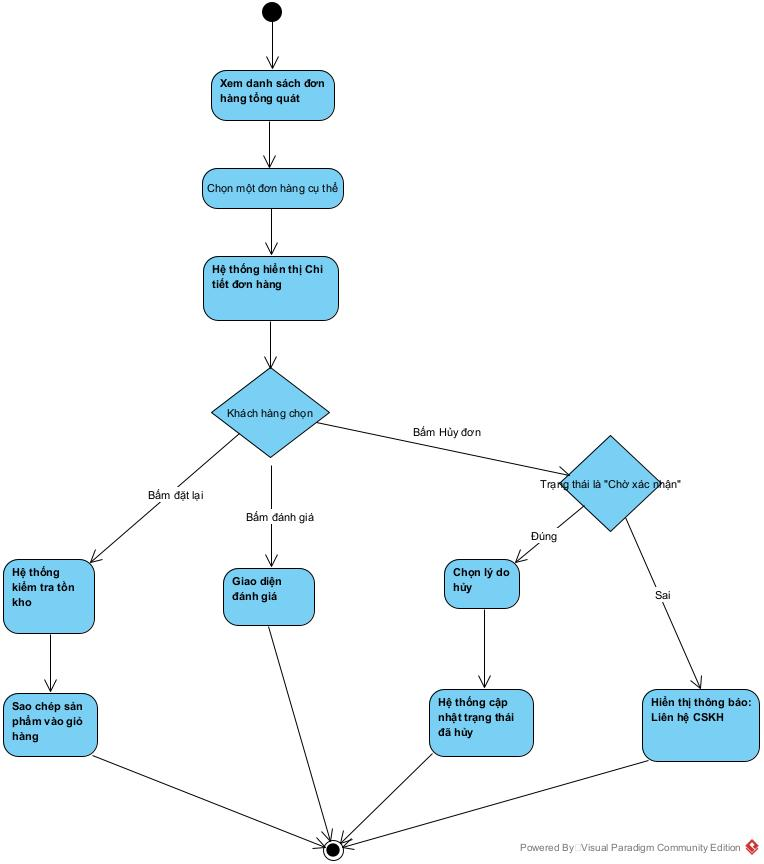 Xem danh sách đơn
hàng tổng quát
Chọn một đơn hàng cụ thể
Hệ thống hiển thị Chi
tiết đơn hàng
Khách hàng chọn
Bấm Hủy đơn
Trạng thái là "Chờ xác nhận"
Bấm đặt lại
Bấm đánh giá
Đúng
Sai
Hệ thống
kiểm tra tồn
kho
Giao diện
đánh giá
Chọn lý do
hủy
Sao chép sản
phẩm vào giỏ
hàng
Hệ thống cập
nhật trạng thái
đã hủy
Hiển thị thông báo:
Liên hệ CSKH
Powered By Visual Paradigm Community Edition